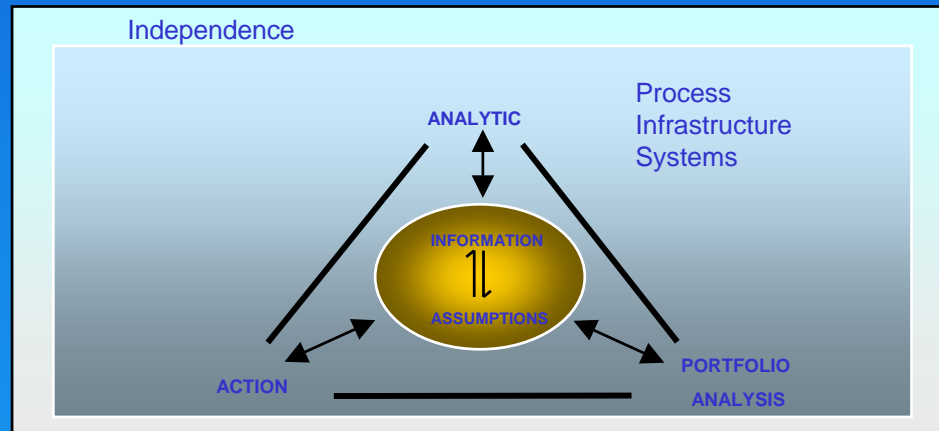 Independence
Process
Infrastructure
Systems
ANALYTIC
INFORMATION
ASSUMPTIONS
ACTION
PORTFOLIO
ANALYSIS